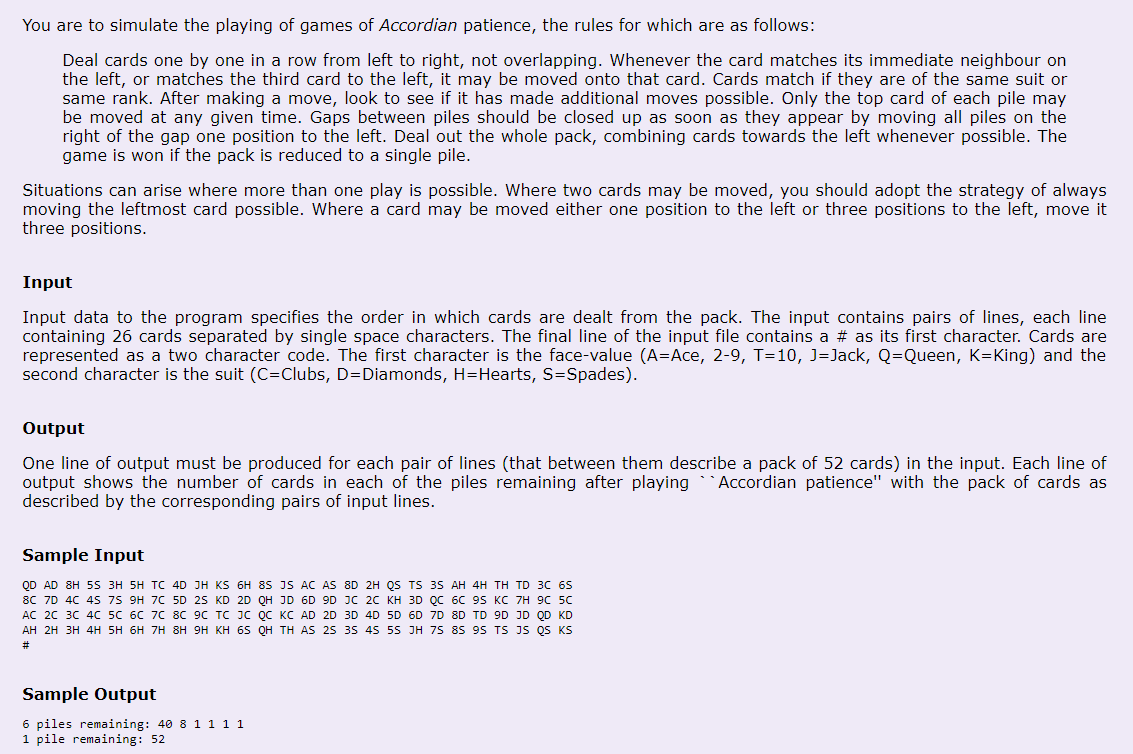 You are to simulate the playing of games of Accordian patience, the rules for which are as follows:
Deal cards one by one in a row from left to right, not overlapping. Whenever the card matches its immediate neighbour on
the left, or matches the third card to the left, it may be moved onto that card. Cards match if they are of the same suit or
same rank. After making a move, look to see if it has made additional moves possible. Only the top card of each pile may
be moved at any given time. Gaps between piles should be closed up as soon as they appear by moving all piles on the
right of the gap one position to the left. Deal out the whole pack, combining cards towards the left whenever possible. The
game is won if the pack is reduced to a single pile.
Situations can arise where more than one play is possible. Where two cards may be moved, you should adopt the strategy of always
moving the leftmost card possible. Where a card may be moved either one position to the left or three positions to the left, move it
three positions.
Input
Input data to the program specifies the order in which cards are dealt from the pack. The input contains pairs of lines, each line
containing 26 cards separated by single space characters. The final line of the input file contains a # as its first character. Cards are
represented as a two character code. The first character is the face-value (A=Ace, 2-9, T=10, J=Jack, Q=Queen, K=King) and the
second character is the suit (C=Clubs, D=Diamonds, H=Hearts, S=Spades).
Output
One line of output must be produced for each pair of lines (that between them describe a pack of 52 cards) in the input. Each line of
output shows the number of cards in each of the piles remaining after playing ``Accordian patience" with the pack of cards as
described by the corresponding pairs of input lines.
Sample Input
QD AD 8H 5S 3H 5H TC 4D JH KS 6H 8S JS AC AS 8D 2H QS TS 3S AH 4H TH TD 3C 6S
8C 7D 4C 4S 7S 9H 7C 5D 2S KD 2D QH JD 6D 9D JC 2C KH 3D QC 6C 9S KC 7H 9C 5C
AC 2C 3C 4C 5C 6C 7C 8C 9C TC JC QC KC AD 2D 3D 4D 5D 6D 7D 8D TD 9D JD QD KD
AH 2H 3H 4H 5H 6H 7H 8H 9H KH 6S QH TH AS 2S 3S 4S 5S JH 7S 8S 9S TS JS QS KS
#
Sample Output
6 piles remaining: 40 8 1 1 1 1
1 pile remaining: 52